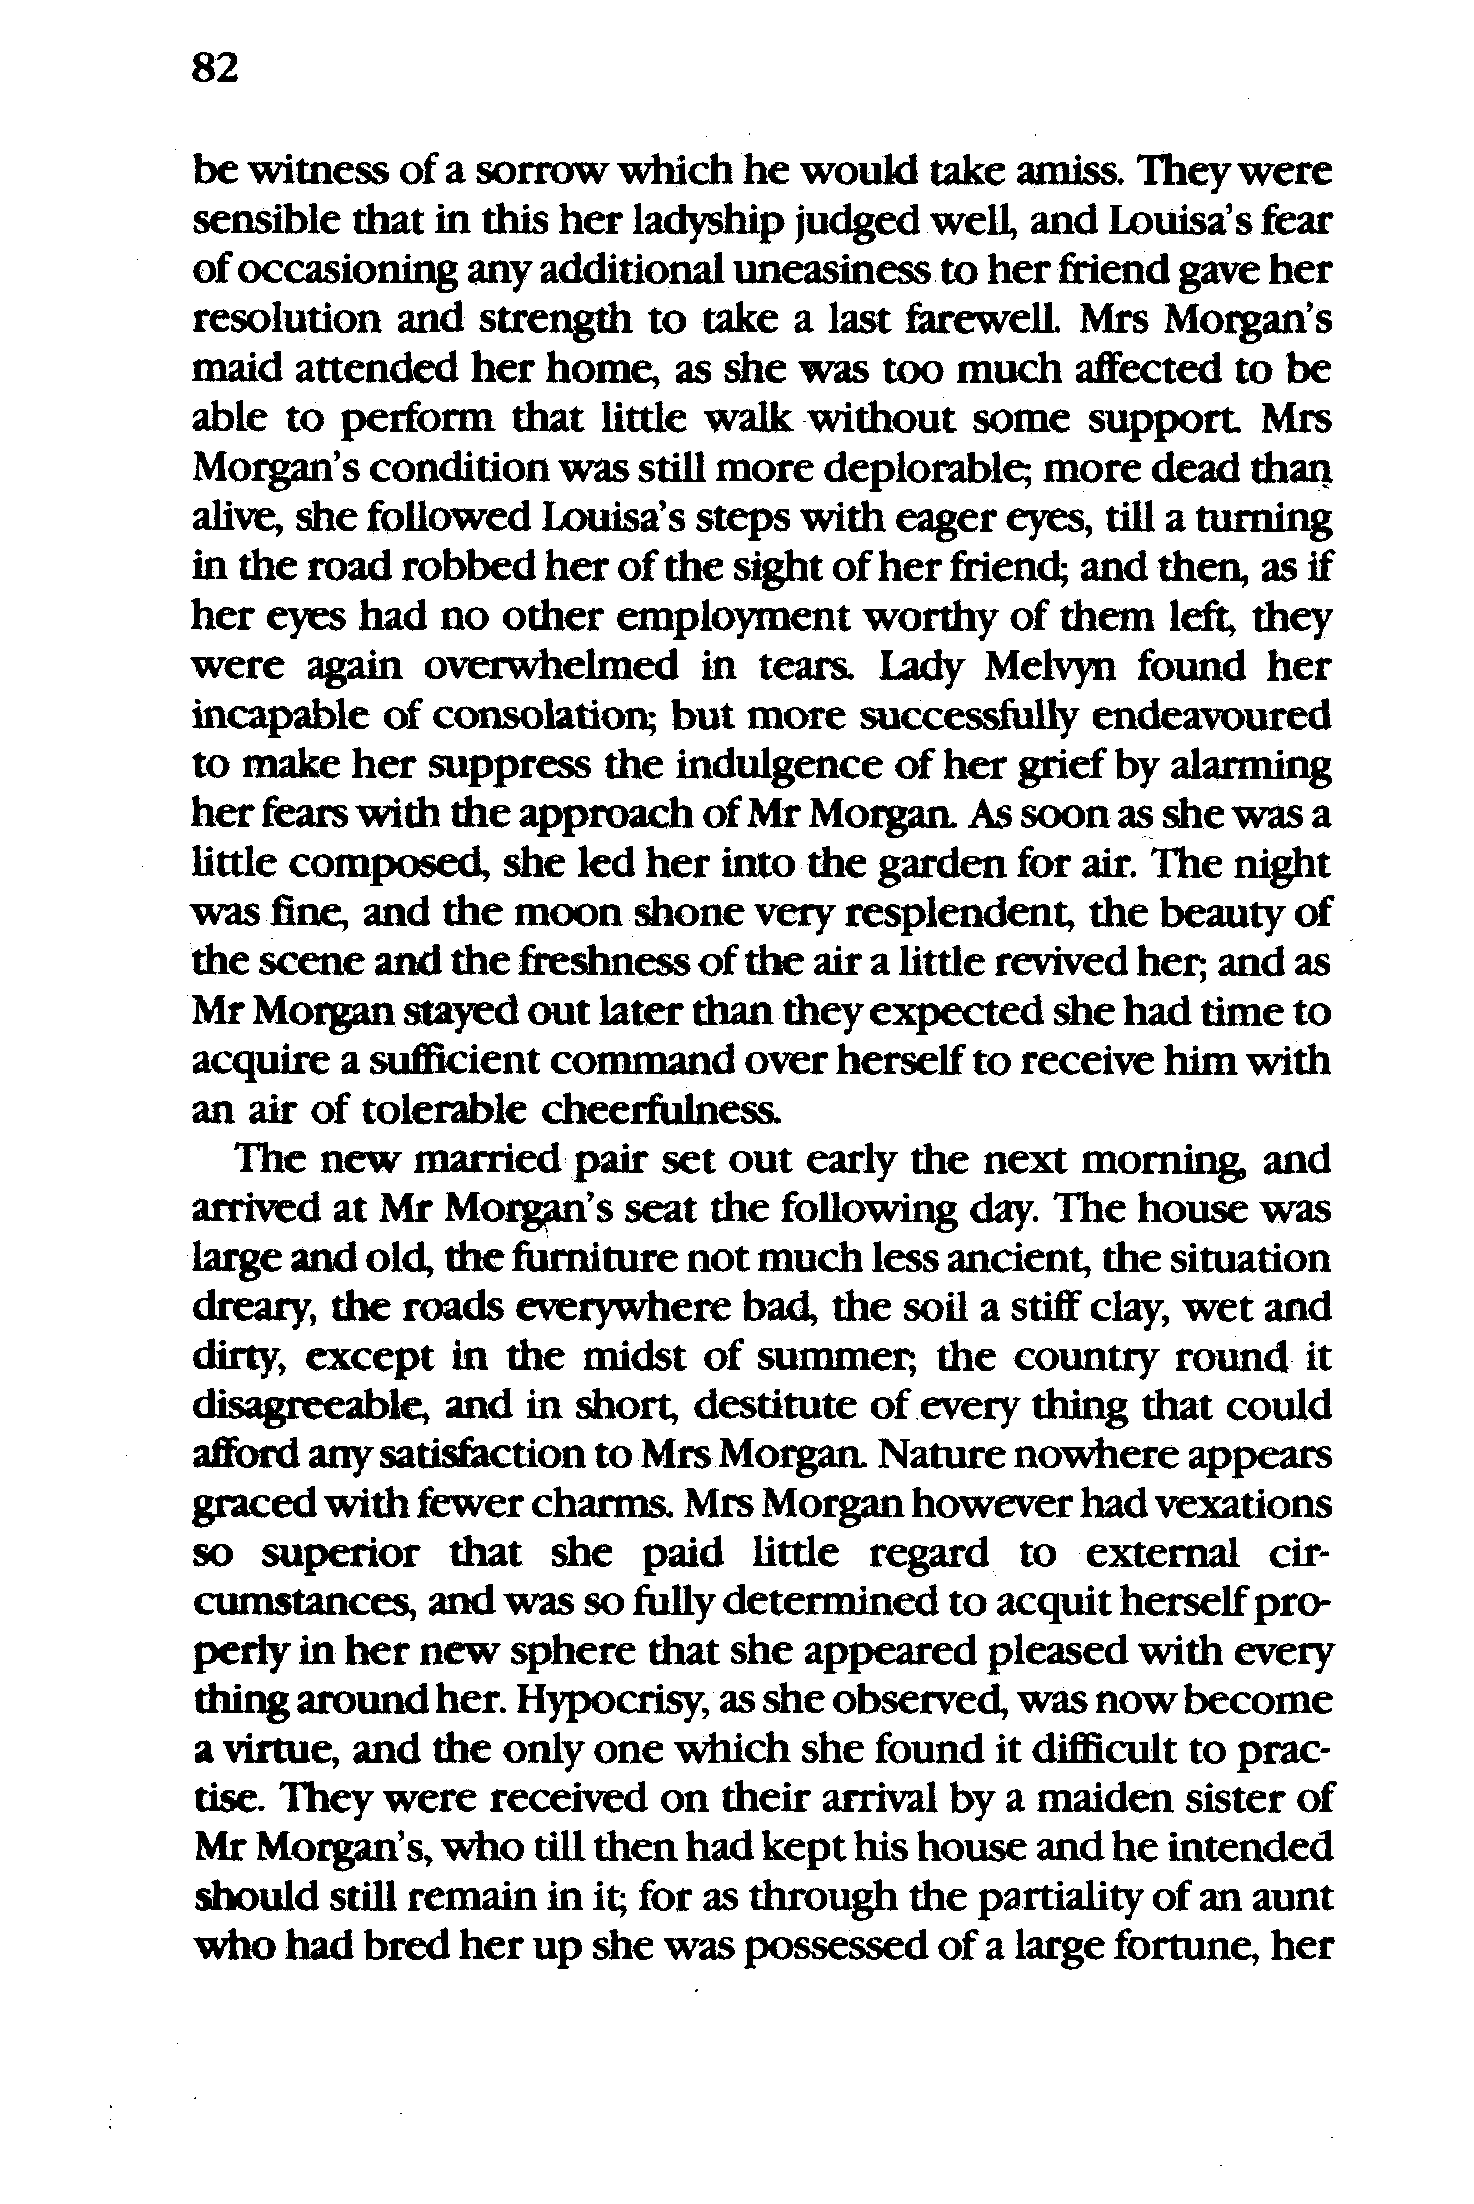 82
be witness of a sorrow which he would take amiss. They were
sensible that in this her ladyship judged well, and Louisa's fear
of occasioning any additional uneasiness to her friend gave her
resolution and strength to take a last farewell. Mrs Morgan's
maid attended her home, as she was too much affected to be
able to perform that little walk without some support. Mrs
Morgan's condition was still more deplorable; more dead than
alive, she followed Louisa's steps with eager eyes, till a turning
in the road robbed her of the sight of her friend; and then, as if
her eyes had no other employment worthy of them left, they
were again overwhelmed in tears. Lady Melvyn found her
incapable of consolation; but more successfully endeavoured
to make her suppress the indulgence of her grief by alarming
her fears with the approach of Mr Morgan. As soon as she was a
little composed, she led her into the garden for air. The night
was fine, and the moon shone very resplendent, the beauty of
the scene and the freshness of the air a little revived her; and as
Mr Morgan stayed out later than they expected she had time to
acquire a sufficient command over herself to receive him with
an air of tolerable cheerfulness.
The new married pair set out early the next morning, and
arrived at Mr Morgan's seat the following day. The house was
large and old, the furniture not much less ancient, the situation
dreary, the roads everywhere bad, the soil a stiff clay, wet and
dirty, except in the midst of summer; the country round it
disagreeable, and in short, destitute of every thing that could
afford any satisfaction to Mrs Morgan. Nature nowhere appears
graced with fewer charms. Mrs Morgan however had vexations
so superior that she paid little regard to external cir-
cumstances, and was so fully determined to acquit herself pro-
perly in her new sphere that she appeared pleased with every
thing around her. Hypocrisy, as she observed, was now become
a virtue, and the only one which she found it difficult to prac-
tise. They were received on their arrival by a maiden sister of
Mr Morgan's, who till then had kept his house and he intended
should still remain in it; for as through the partiality of an aunt
who had bred her up she was possessed of a large fortune, her